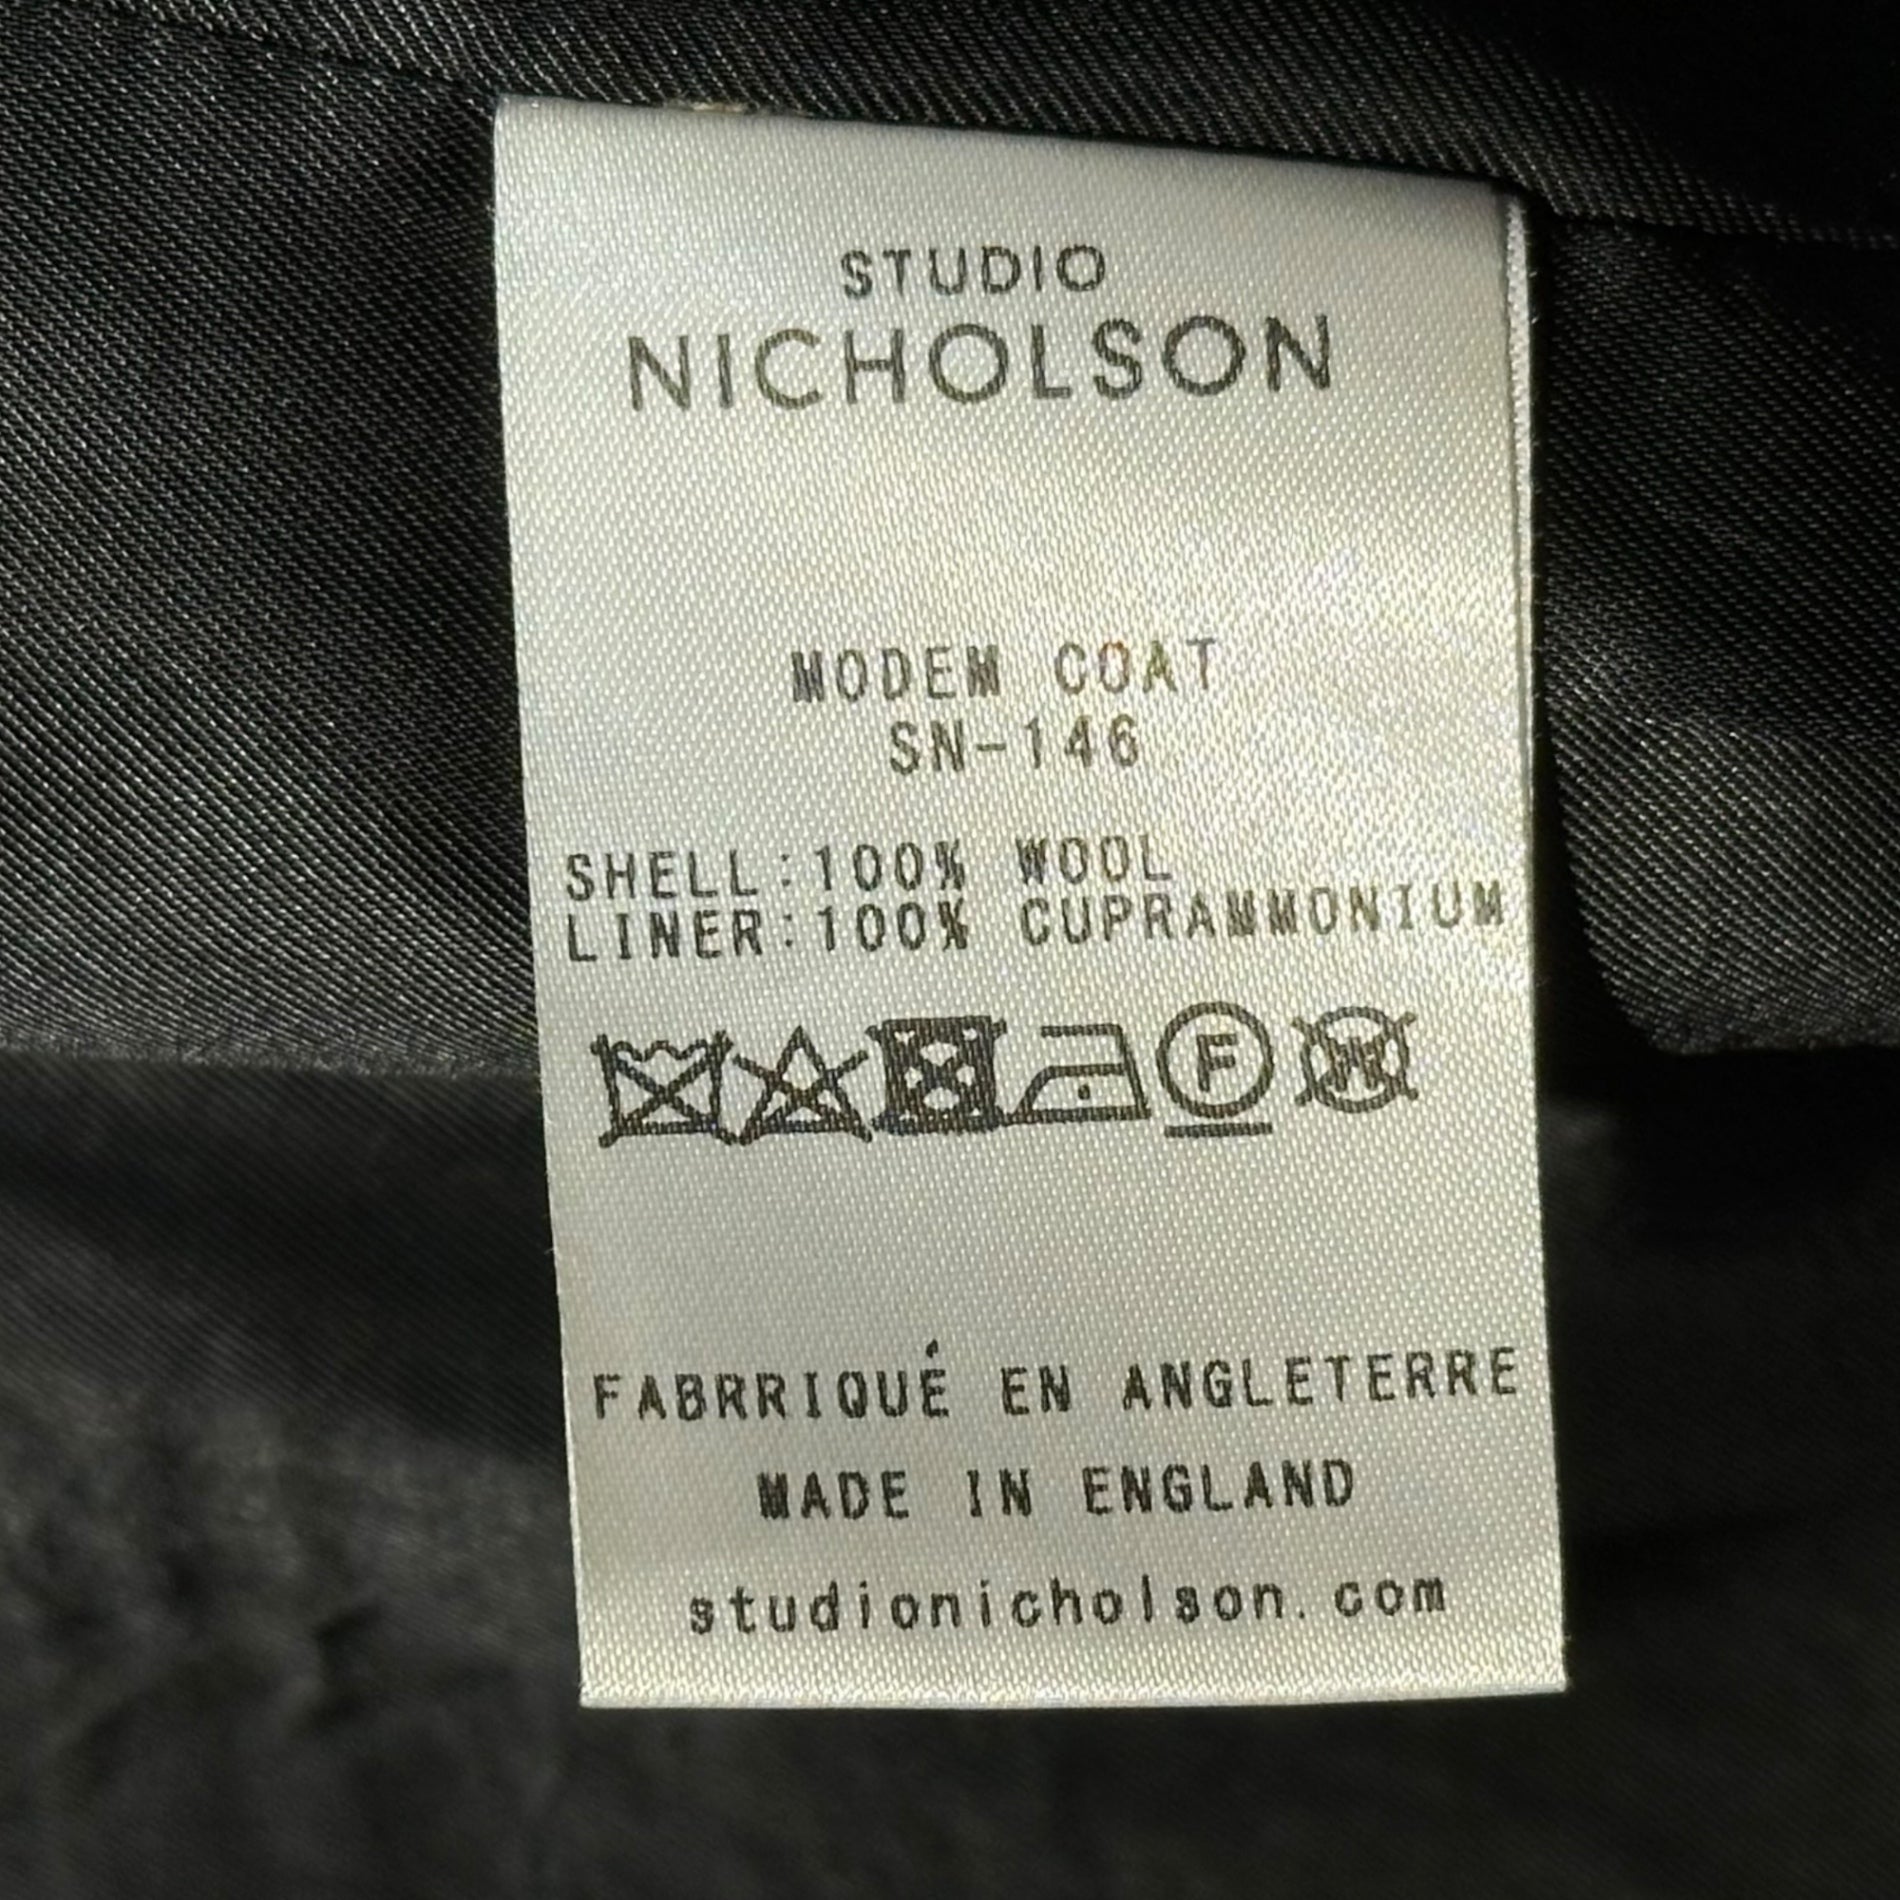 STUDIO
NICHOLSON
MODEM COAT
SN-146
SHELL:100% WOOL
LINER:100% CUPRAMMONIUM
F
W
FABRRIQUÉ EN ANGLETERRE
MADE IN ENGLAND
studionicholson.com